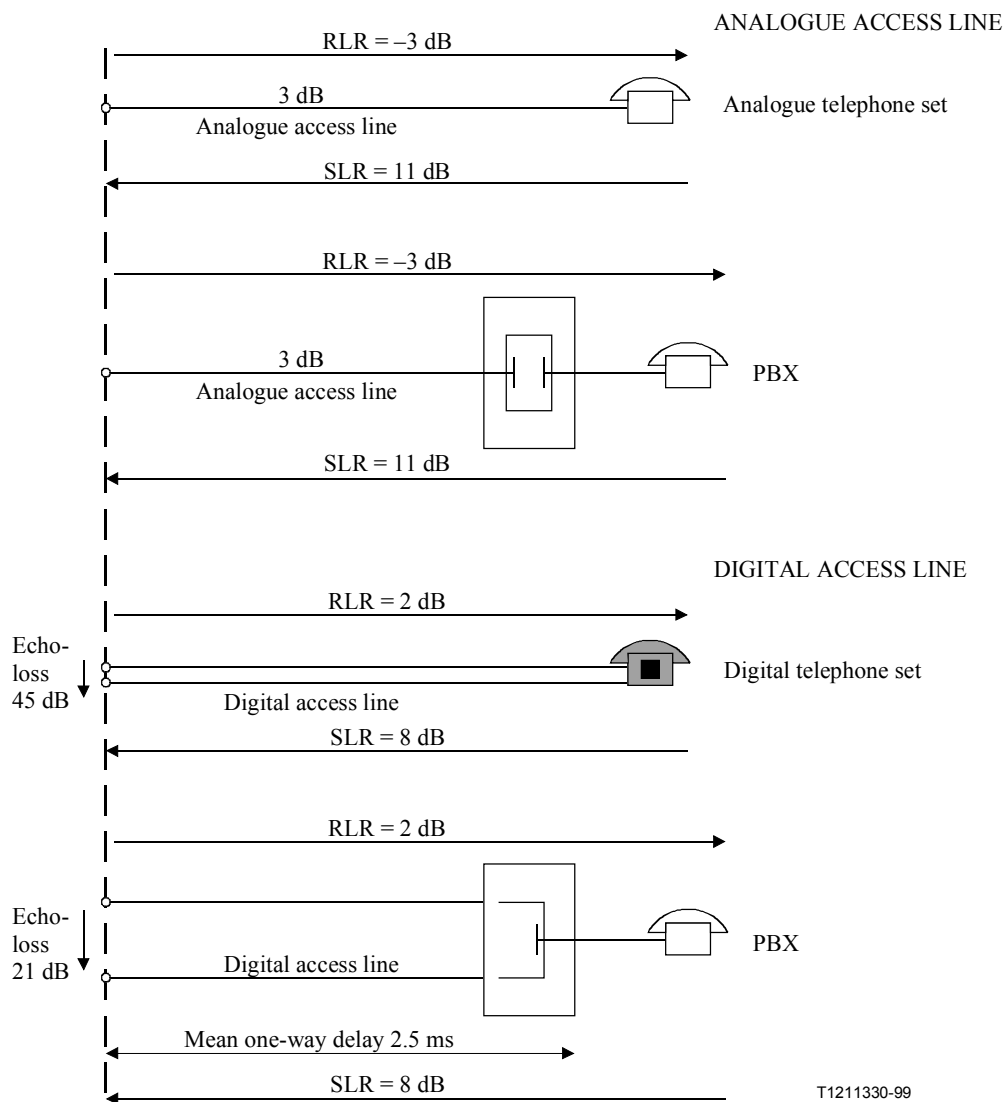 ANALOGUE ACCESS LINE
RLR = –3 dB
3 dB
Analogue access line
Analogue telephone set
SLR = 11 dB
RLR = –3 dB
3 dB
Analogue access line
PBX
SLR = 11 dB
DIGITAL ACCESS LINE
RLR = 2 dB
Echo-
loss
45 dB
Digital access line
Digital telephone set
SLR = 8 dB
RLR = 2 dB
Echo-
loss
21 dB
Digital access line
PBX
Mean one-way delay 2.5 ms
SLR = 8 dB
T1211330-99